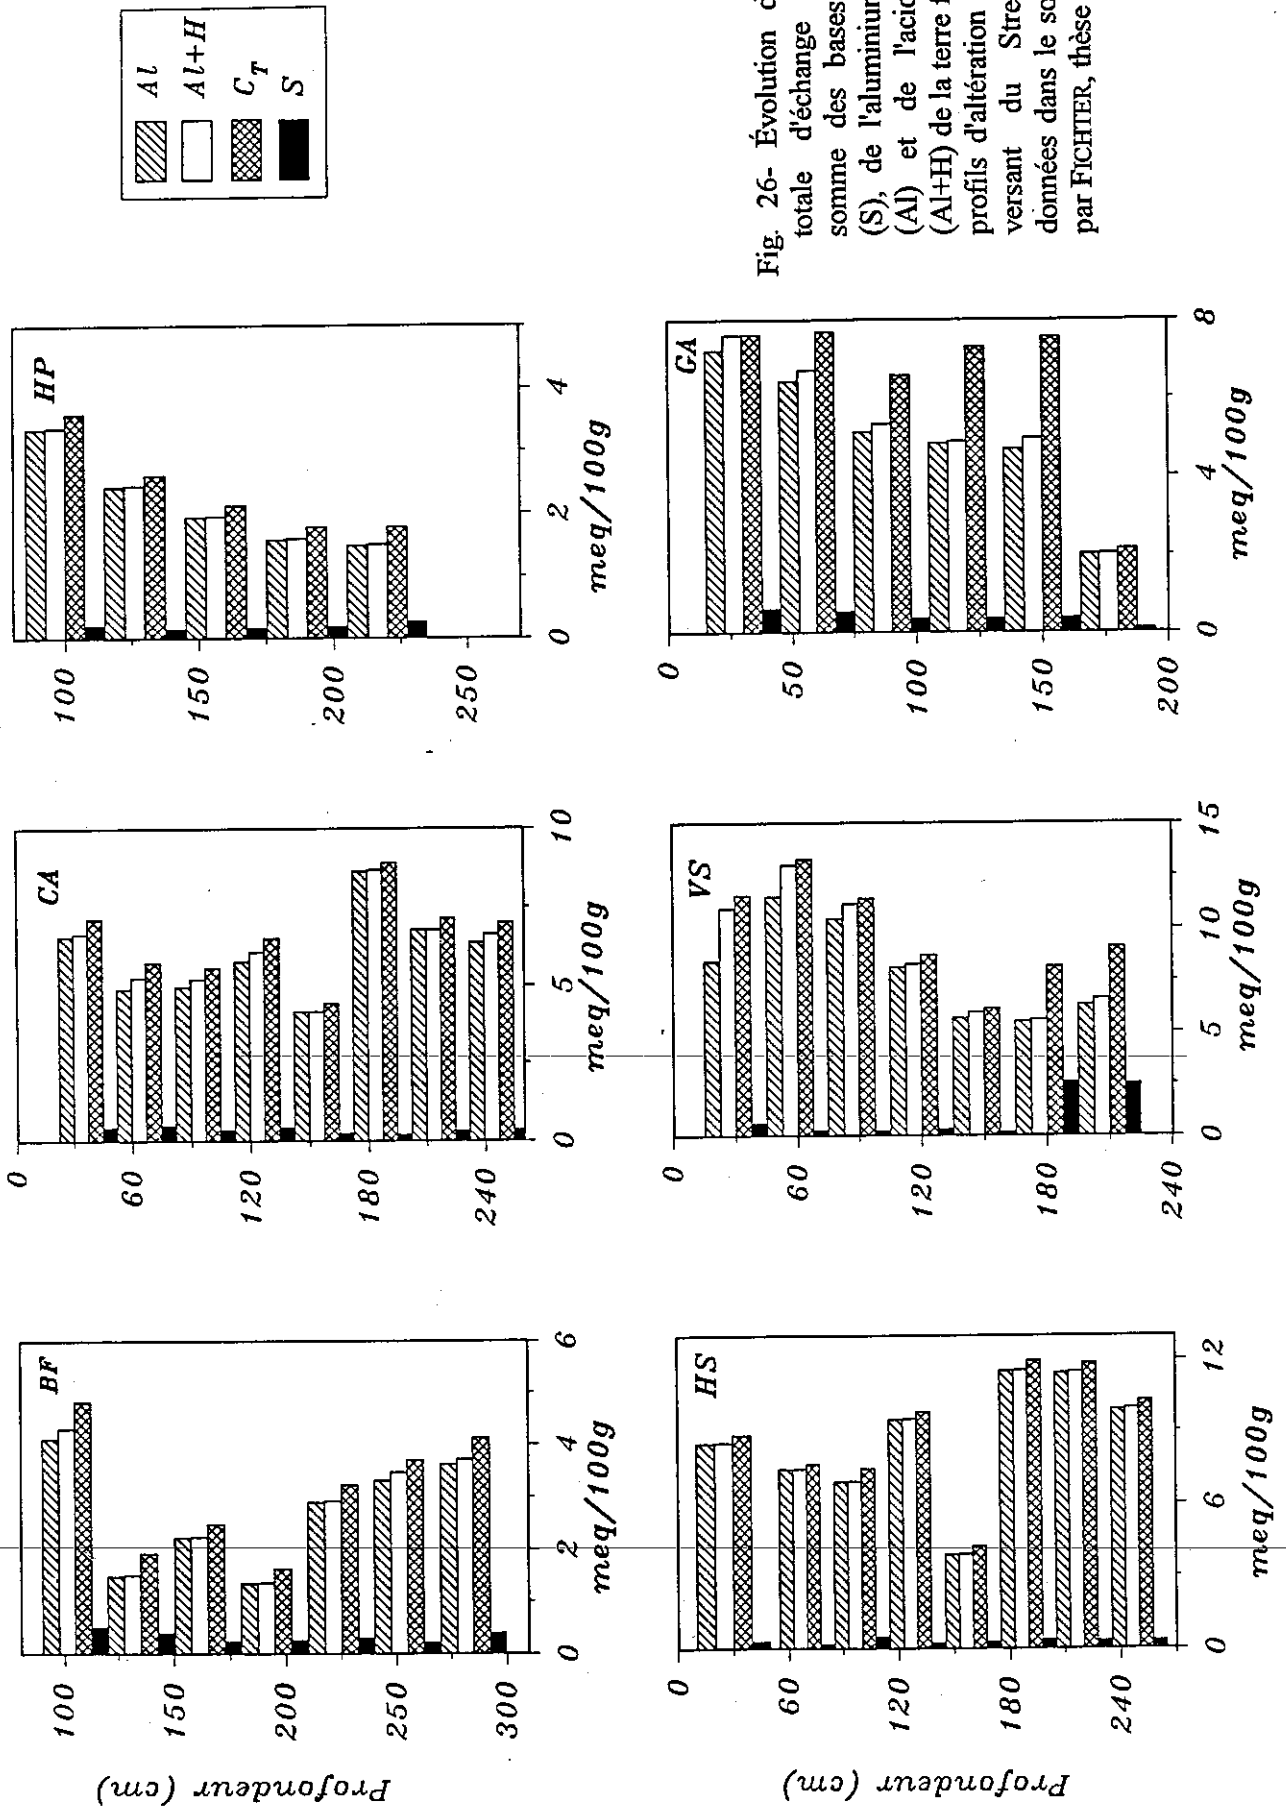 BF
100
150
200
250
300
0
2
4
6
meq/100g
Profondeur (cm)
CA
0
60
120
180
240
0
5
10
meq/100g
HP
100
150
200
250
0
2
4
meq/100g
Al
Al+H
C_T
S
HS
0
60
120
180
240
0
6
12
meq/100g
Profondeur (cm)
VS
0
60
120
180
240
0
5
10
15
meq/100g
GA
0
50
100
150
200
0
4
8
meq/100g
Fig. 26- Évolution
totale d'échange
somme des bases
(S), de l'aluminium
(Al) et de l'acid
(Al+H) de la terre f
profils d'altération
versant du Stre
données dans le so
par FICHTER, thèse